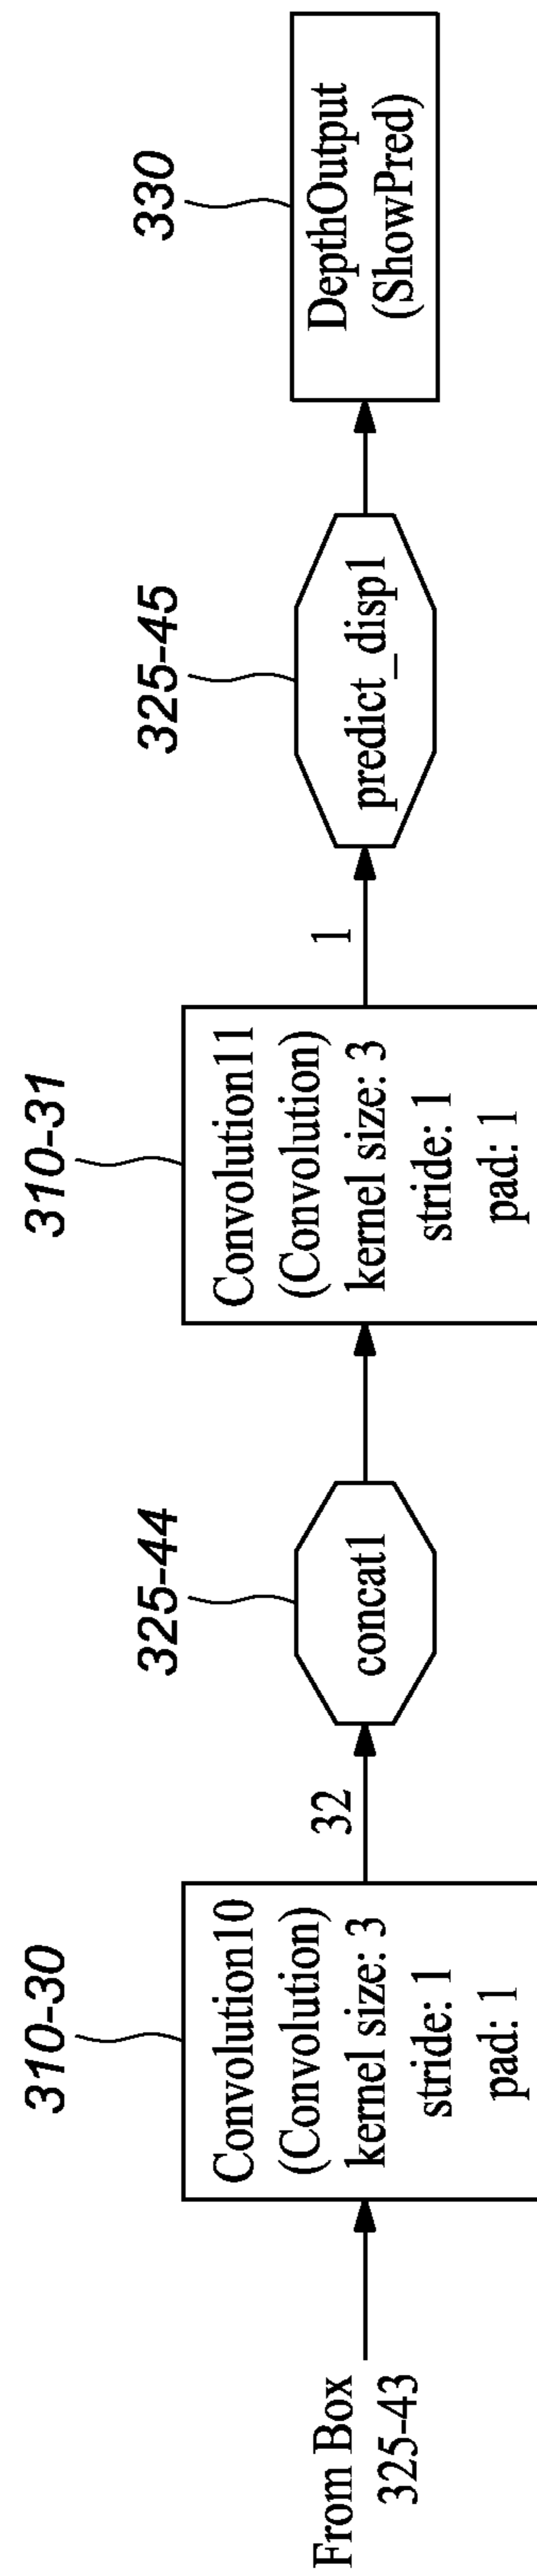 From Box
325-43
310-30
Convolution10
(Convolution)
kernel size: 3
stride: 1
pad: 1
32
325-44
concat1
310-31
Convolution11
(Convolution)
kernel size: 3
stride: 1
pad: 1
1
325-45
predict_disp1
330
DepthOutput
(ShowPred)